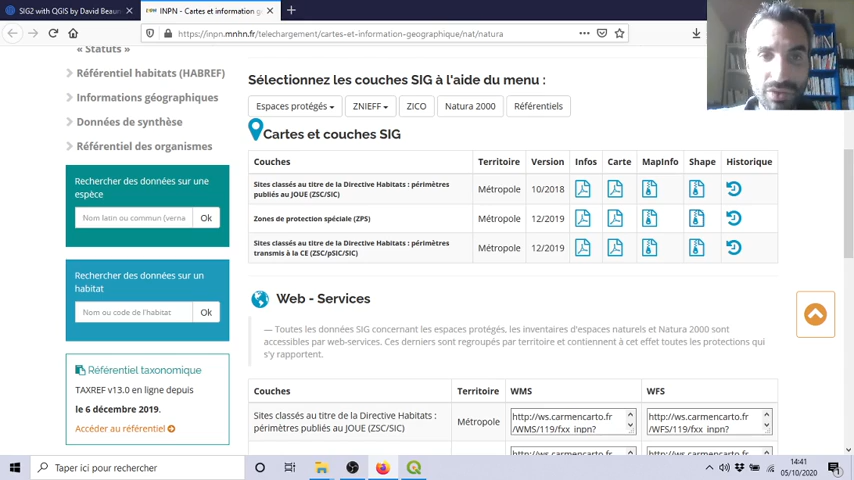 SIG2 with QGIS by David Beaun
INPN - Cartes et information gé
https://inpn.mnhn.fr/telechargement/cartes-et-information-geographique/nat/natura
« Statuts »
Référentiel habitats (HABREF)
Informations géographiques
Données de synthèse
Référentiel des organismes
Rechercher des données sur une
espèce
Nom latin ou commun (verna
Ok
Rechercher des données sur un
habitat
Nom ou code de l'habitat
Ok
Référentiel taxonomique
TAXREF v13.0 en ligne depuis
le 6 décembre 2019.
Accéder au référentiel
Sélectionnez les couches SIG à l'aide du menu :
Espaces protégés ZNIEFF ZICO Natura 2000 Référentiels
Cartes et couches SIG
Couches Territoire Version Infos Carte MapInfo Shape Historique
Sites classés au titre de la Directive Habitats : périmètres
publiés au JOUE (ZSC/SIC)
Métropole 10/2018
Zones de protection spéciale (ZPS) Métropole 12/2019
Sites classés au titre de la Directive Habitats : périmètres
transmis à la CE (ZSC/pSIC/SIC)
Métropole 12/2019
Web - Services
— Toutes les données SIG concernant les espaces protégés, les inventaires d'espaces naturels et Natura 2000 sont
accessibles par web-services. Ces derniers sont regroupés par territoire et contiennent à cet effet toutes les protections qui
s'y rapportent.
Couches Territoire WMS WFS
Sites classés au titre de la Directive Habitats :
périmètres publiés au JOUE (ZSC/SIC)
Métropole
http://ws.carmencarto.fr
/WMS/119/fxx_inpn?
http://ws.carmencarto.fr
/WFS/119/fxx_inpn?
Taper ici pour rechercher
14:41
05/10/2020